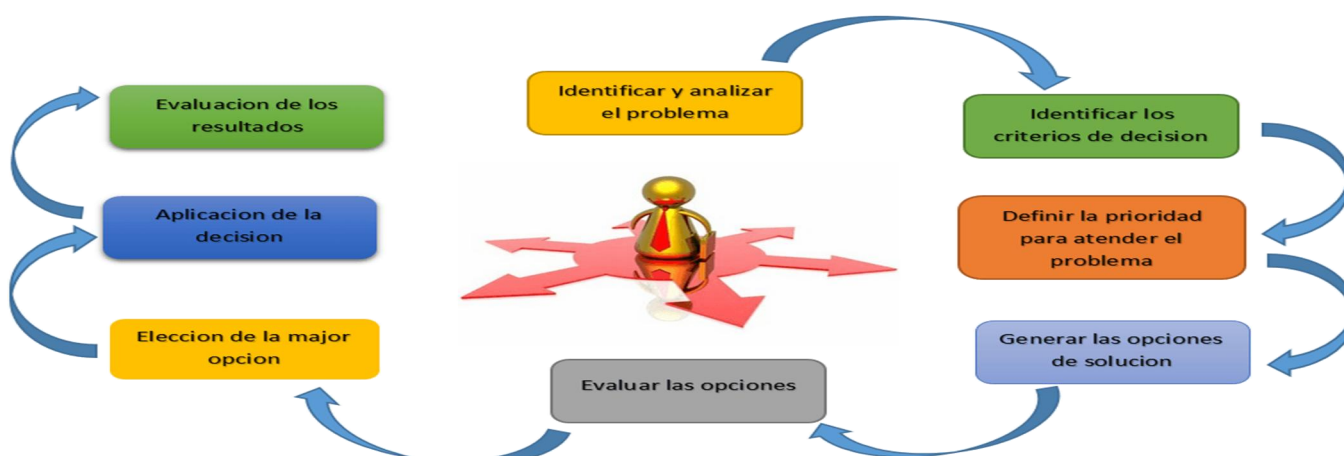 Identificar y analizar
el problema
Identificar los
criterios de decision
Definir la prioridad
para atender el
problema
Generar las opciones
de solucion
Evaluar las opciones
Eleccion de la major
opcion
Aplicacion de la
decision
Evaluacion de los
resultados